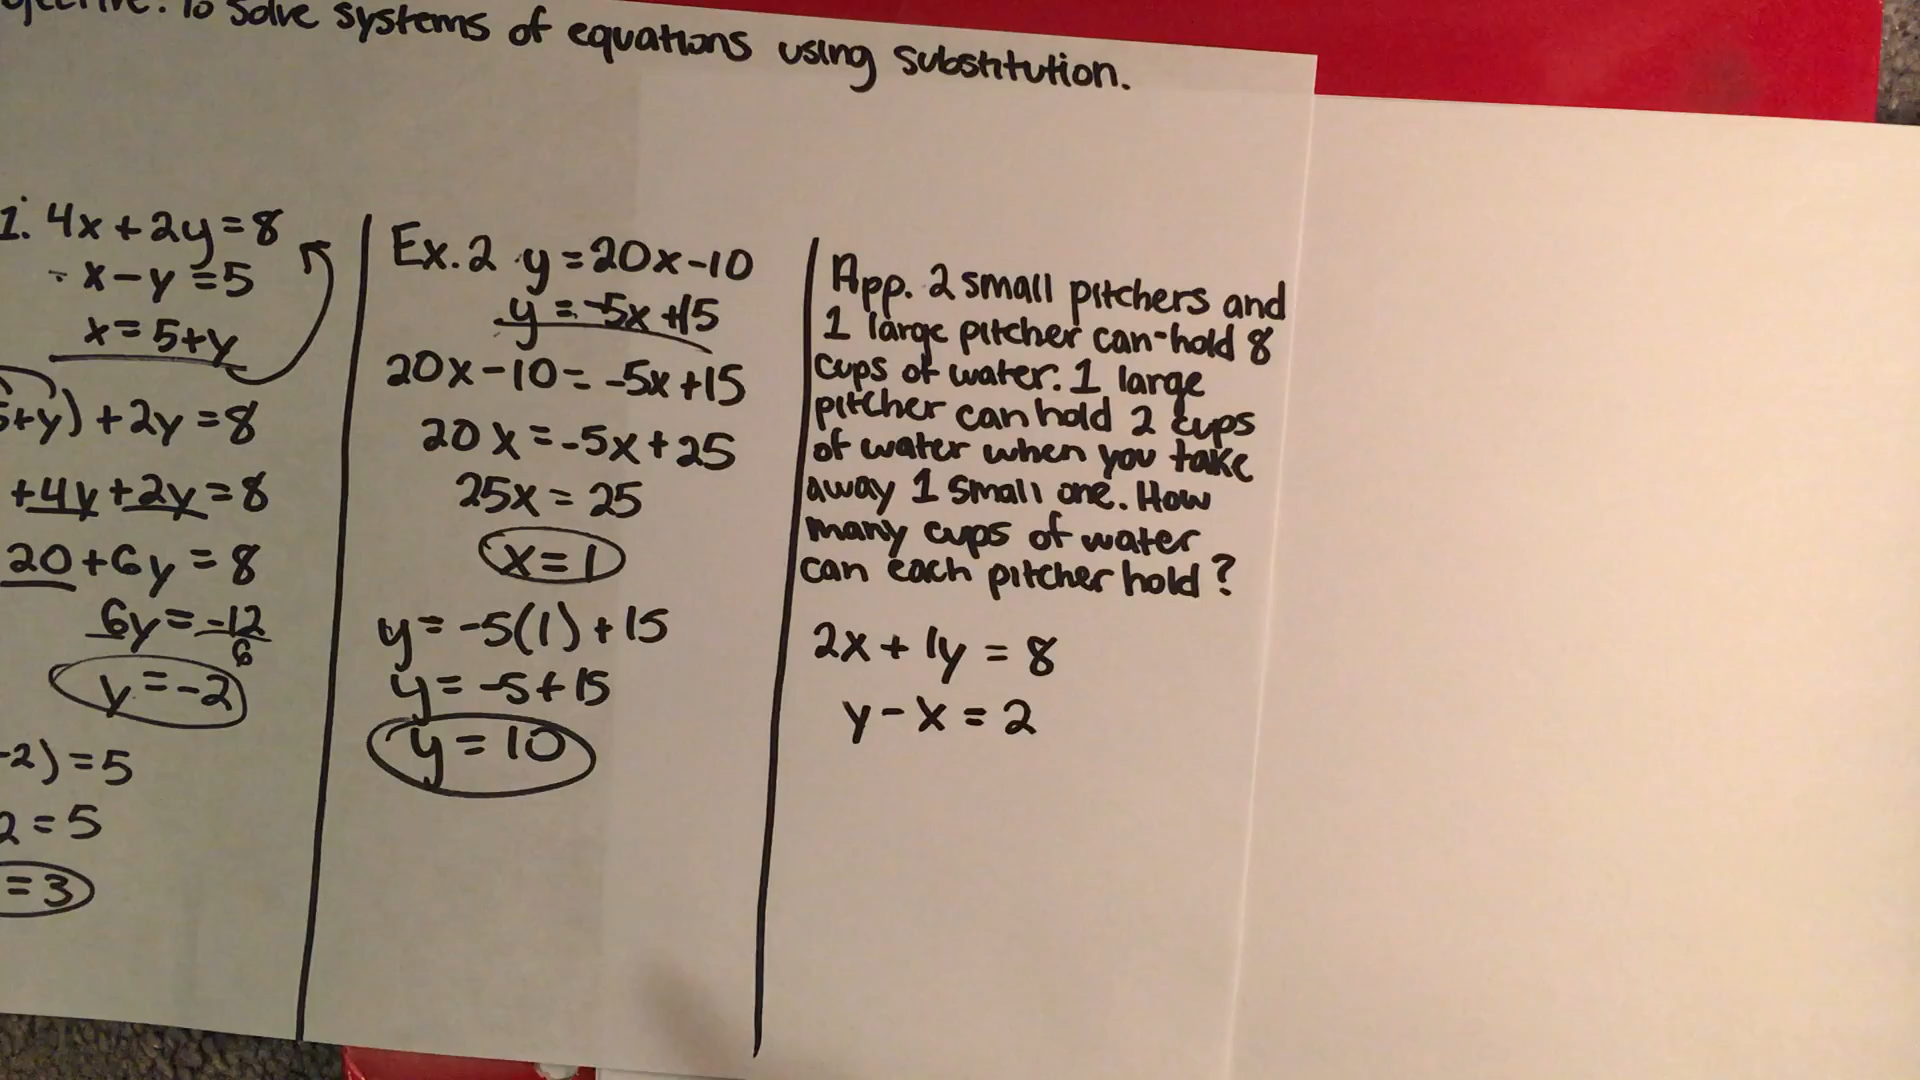 To solve systems of equations using substitution.
1. 4x+2y=8
x-y=5
x=5+y
+y)+2y=8
+4y+2y=8
20+6y=8
6y=-12
6
y=-2
-2)=5
2=5
=3
Ex.2 y=20x-10
y=-5x+15
20x-10=-5x+15
20x=-5x+25
25x=25
x=1
y=-5(1)+15
y=-5+15
y=10
App. 2 small pitchers and
1 large pitcher can hold 8
cups of water. 1 large
pitcher can hold 2 cups
of water when you take
away 1 small one. How
many cups of water
can each pitcher hold?
2x+1y=8
y-x=2